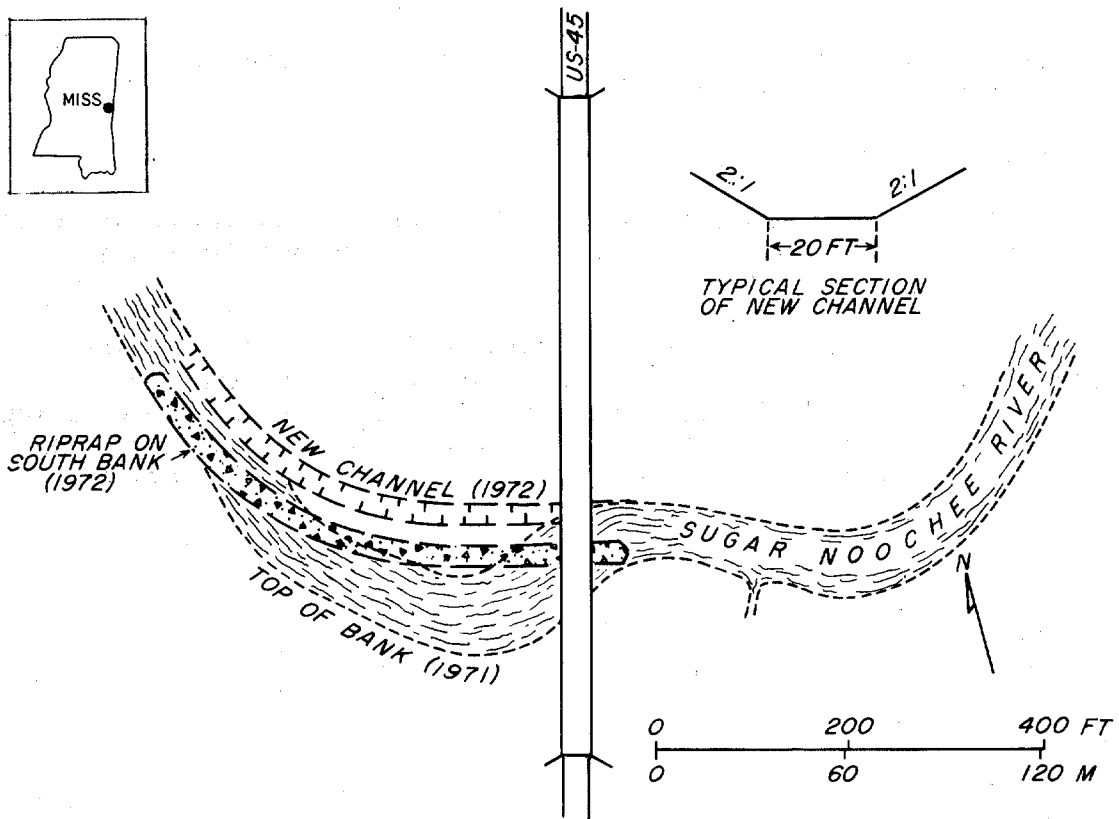 MISS
US-45
2:1
2:1
20 FT
TYPICAL SECTION
OF NEW CHANNEL
RIPRAP ON
SOUTH BANK
(1972)
NEW CHANNEL (1972)
SUGAR NOOCHEE RIVER
TOP OF BANK (1971)
N
0 200 400 FT
0 60 120 M